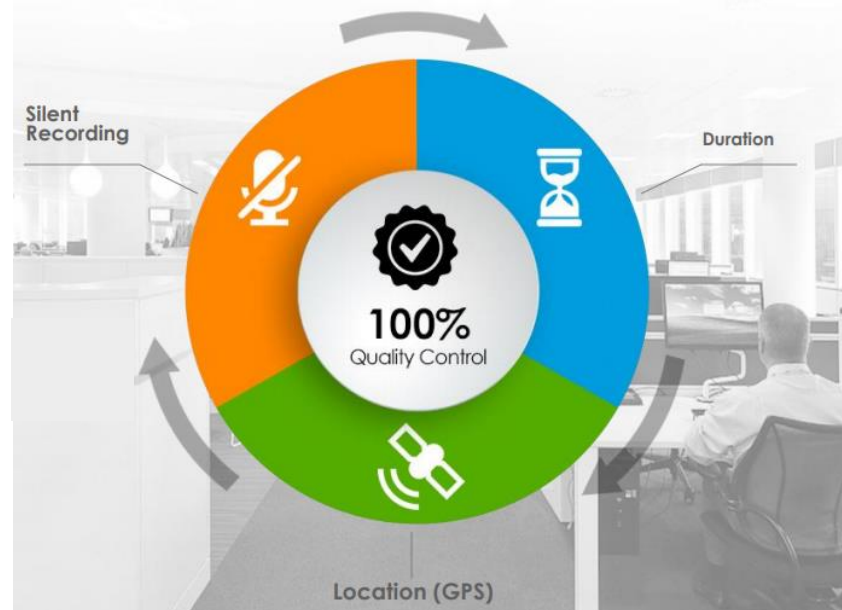 Silent
Recording
Duration
100%
Quality Control
Location (GPS)